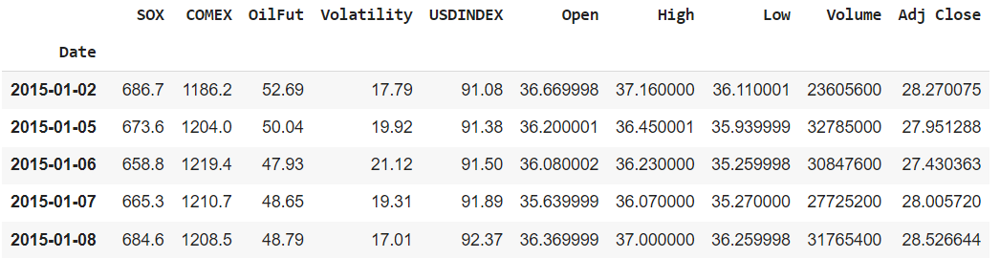 SOX COMEX OilFut Volatility USDINDEX Open High Low Volume Adj Close
Date
2015-01-02 686.7 1186.2 52.69 17.79 91.08 36.669998 37.160000 36.110001 23605600 28.270075
2015-01-05 673.6 1204.0 50.04 19.92 91.38 36.200001 36.450001 35.939999 32785000 27.951288
2015-01-06 658.8 1219.4 47.93 21.12 91.50 36.080002 36.230000 35.259998 30847600 27.430363
2015-01-07 665.3 1210.7 48.65 19.31 91.89 35.639999 36.070000 35.270000 27725200 28.005720
2015-01-08 684.6 1208.5 48.79 17.01 92.37 36.369999 37.000000 36.259998 31765400 28.526644